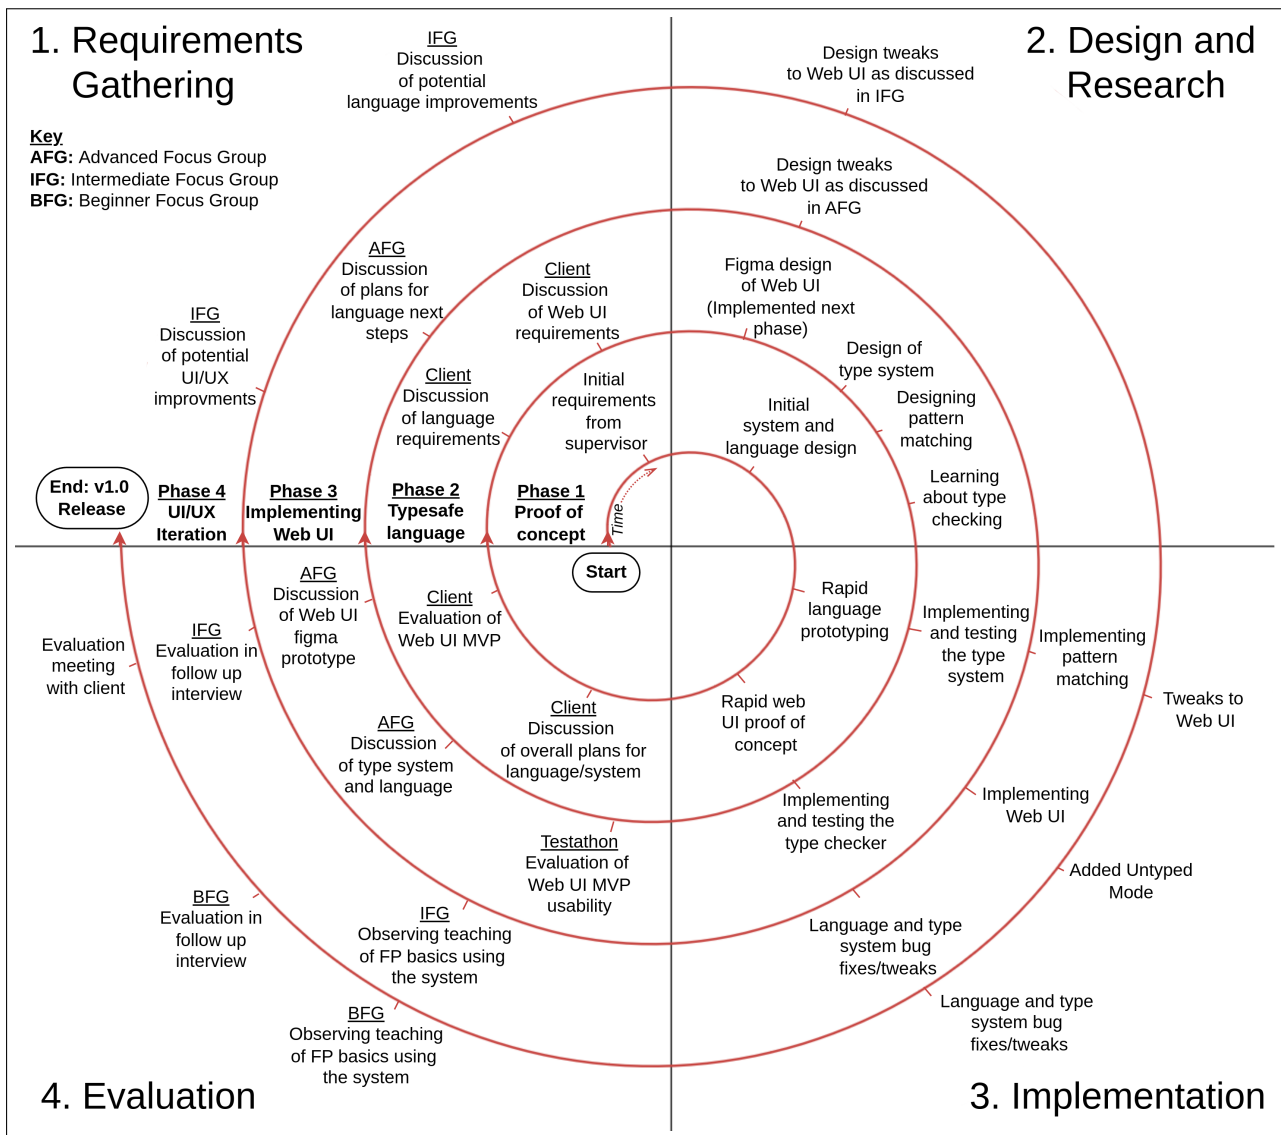 1. Requirements
Gathering
2. Design and
Research
Key
AFG: Advanced Focus Group
IFG: Intermediate Focus Group
BFG: Beginner Focus Group
IFG
Discussion
of potential
language improvements
Design tweaks
to Web UI as discussed
in IFG
Design tweaks
to Web UI as discussed
in AFG
AFG
Discussion
of plans for
language next
steps
Client
Discussion
of Web UI
requirements
Figma design
of Web UI
(Implemented next
phase)
IFG
Discussion
of potential
UI/UX
improvments
Client
Discussion
of language
requirements
Initial
requirements
from
supervisor
Initial
system and
language design
Design of
type system
Designing
pattern
matching
Learning
about type
checking
End: v1.0
Release
Phase 4
UI/UX
Iteration
Phase 3
Implementing
Web UI
Phase 2
Typesafe
language
Phase 1
Proof of
concept
Time
Start
AFG
Discussion
of Web UI
figma
prototype
Client
Evaluation of
Web UI MVP
Rapid
language
prototyping
Implementing
and testing
the type
system
Implementing
pattern
matching
Evaluation
meeting
with client
IFG
Evaluation in
follow up
interview
Tweaks to
Web UI
AFG
Discussion
of type system
and language
Client
Discussion
of overall plans for
language/system
Rapid web
UI proof of
concept
Implementing
and testing the
type checker
Implementing
Web UI
Testathon
Evaluation of
Web UI MVP
usability
Added Untyped
Mode
BFG
Evaluation in
follow up
interview
IFG
Observing teaching
of FP basics using
the system
Language and type
system bug
fixes/tweaks
BFG
Observing teaching
of FP basics using
the system
Language and type
system bug
fixes/tweaks
4. Evaluation
3. Implementation